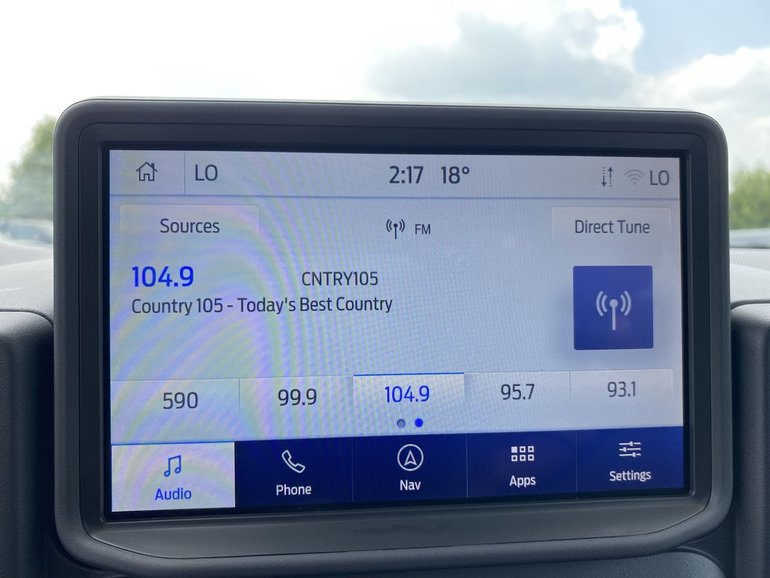 LO 2:17 18° LO
Sources FM Direct Tune
104.9 CNTRY105
Country 105 - Today's Best Country
590 99.9 104.9 95.7 93.1
Audio Phone Nav Apps Settings